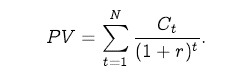 PV = \sum_{t=1}^{N} \frac{C_t}{(1+r)^t}.